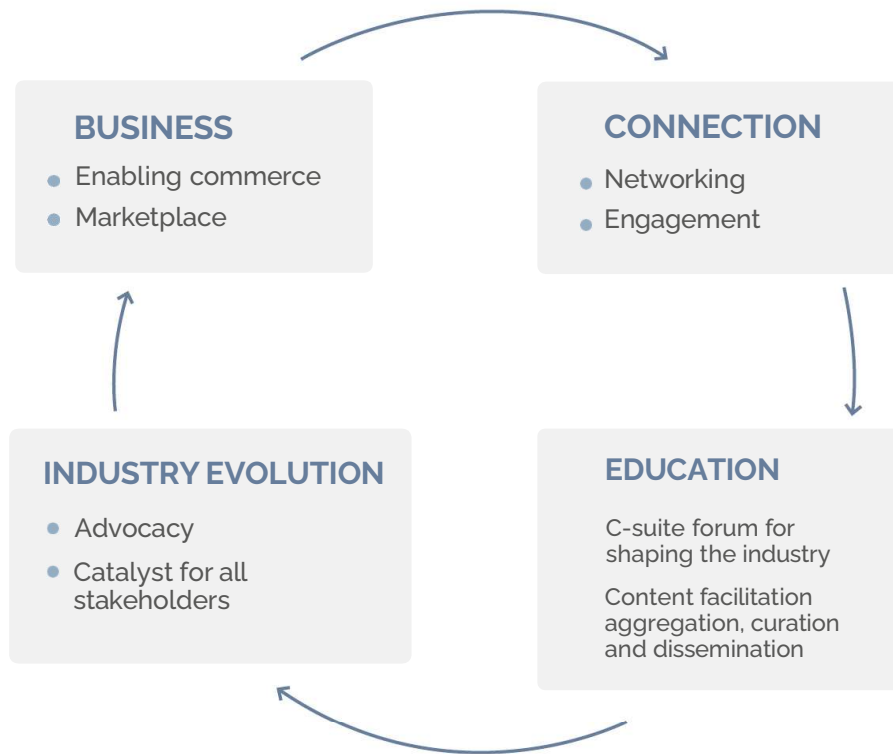 BUSINESS
Enabling commerce
Marketplace
CONNECTION
Networking
Engagement
INDUSTRY EVOLUTION
Advocacy
Catalyst for all
stakeholders
EDUCATION
C-suite forum for
shaping the industry
Content facilitation
aggregation, curation
and dissemination